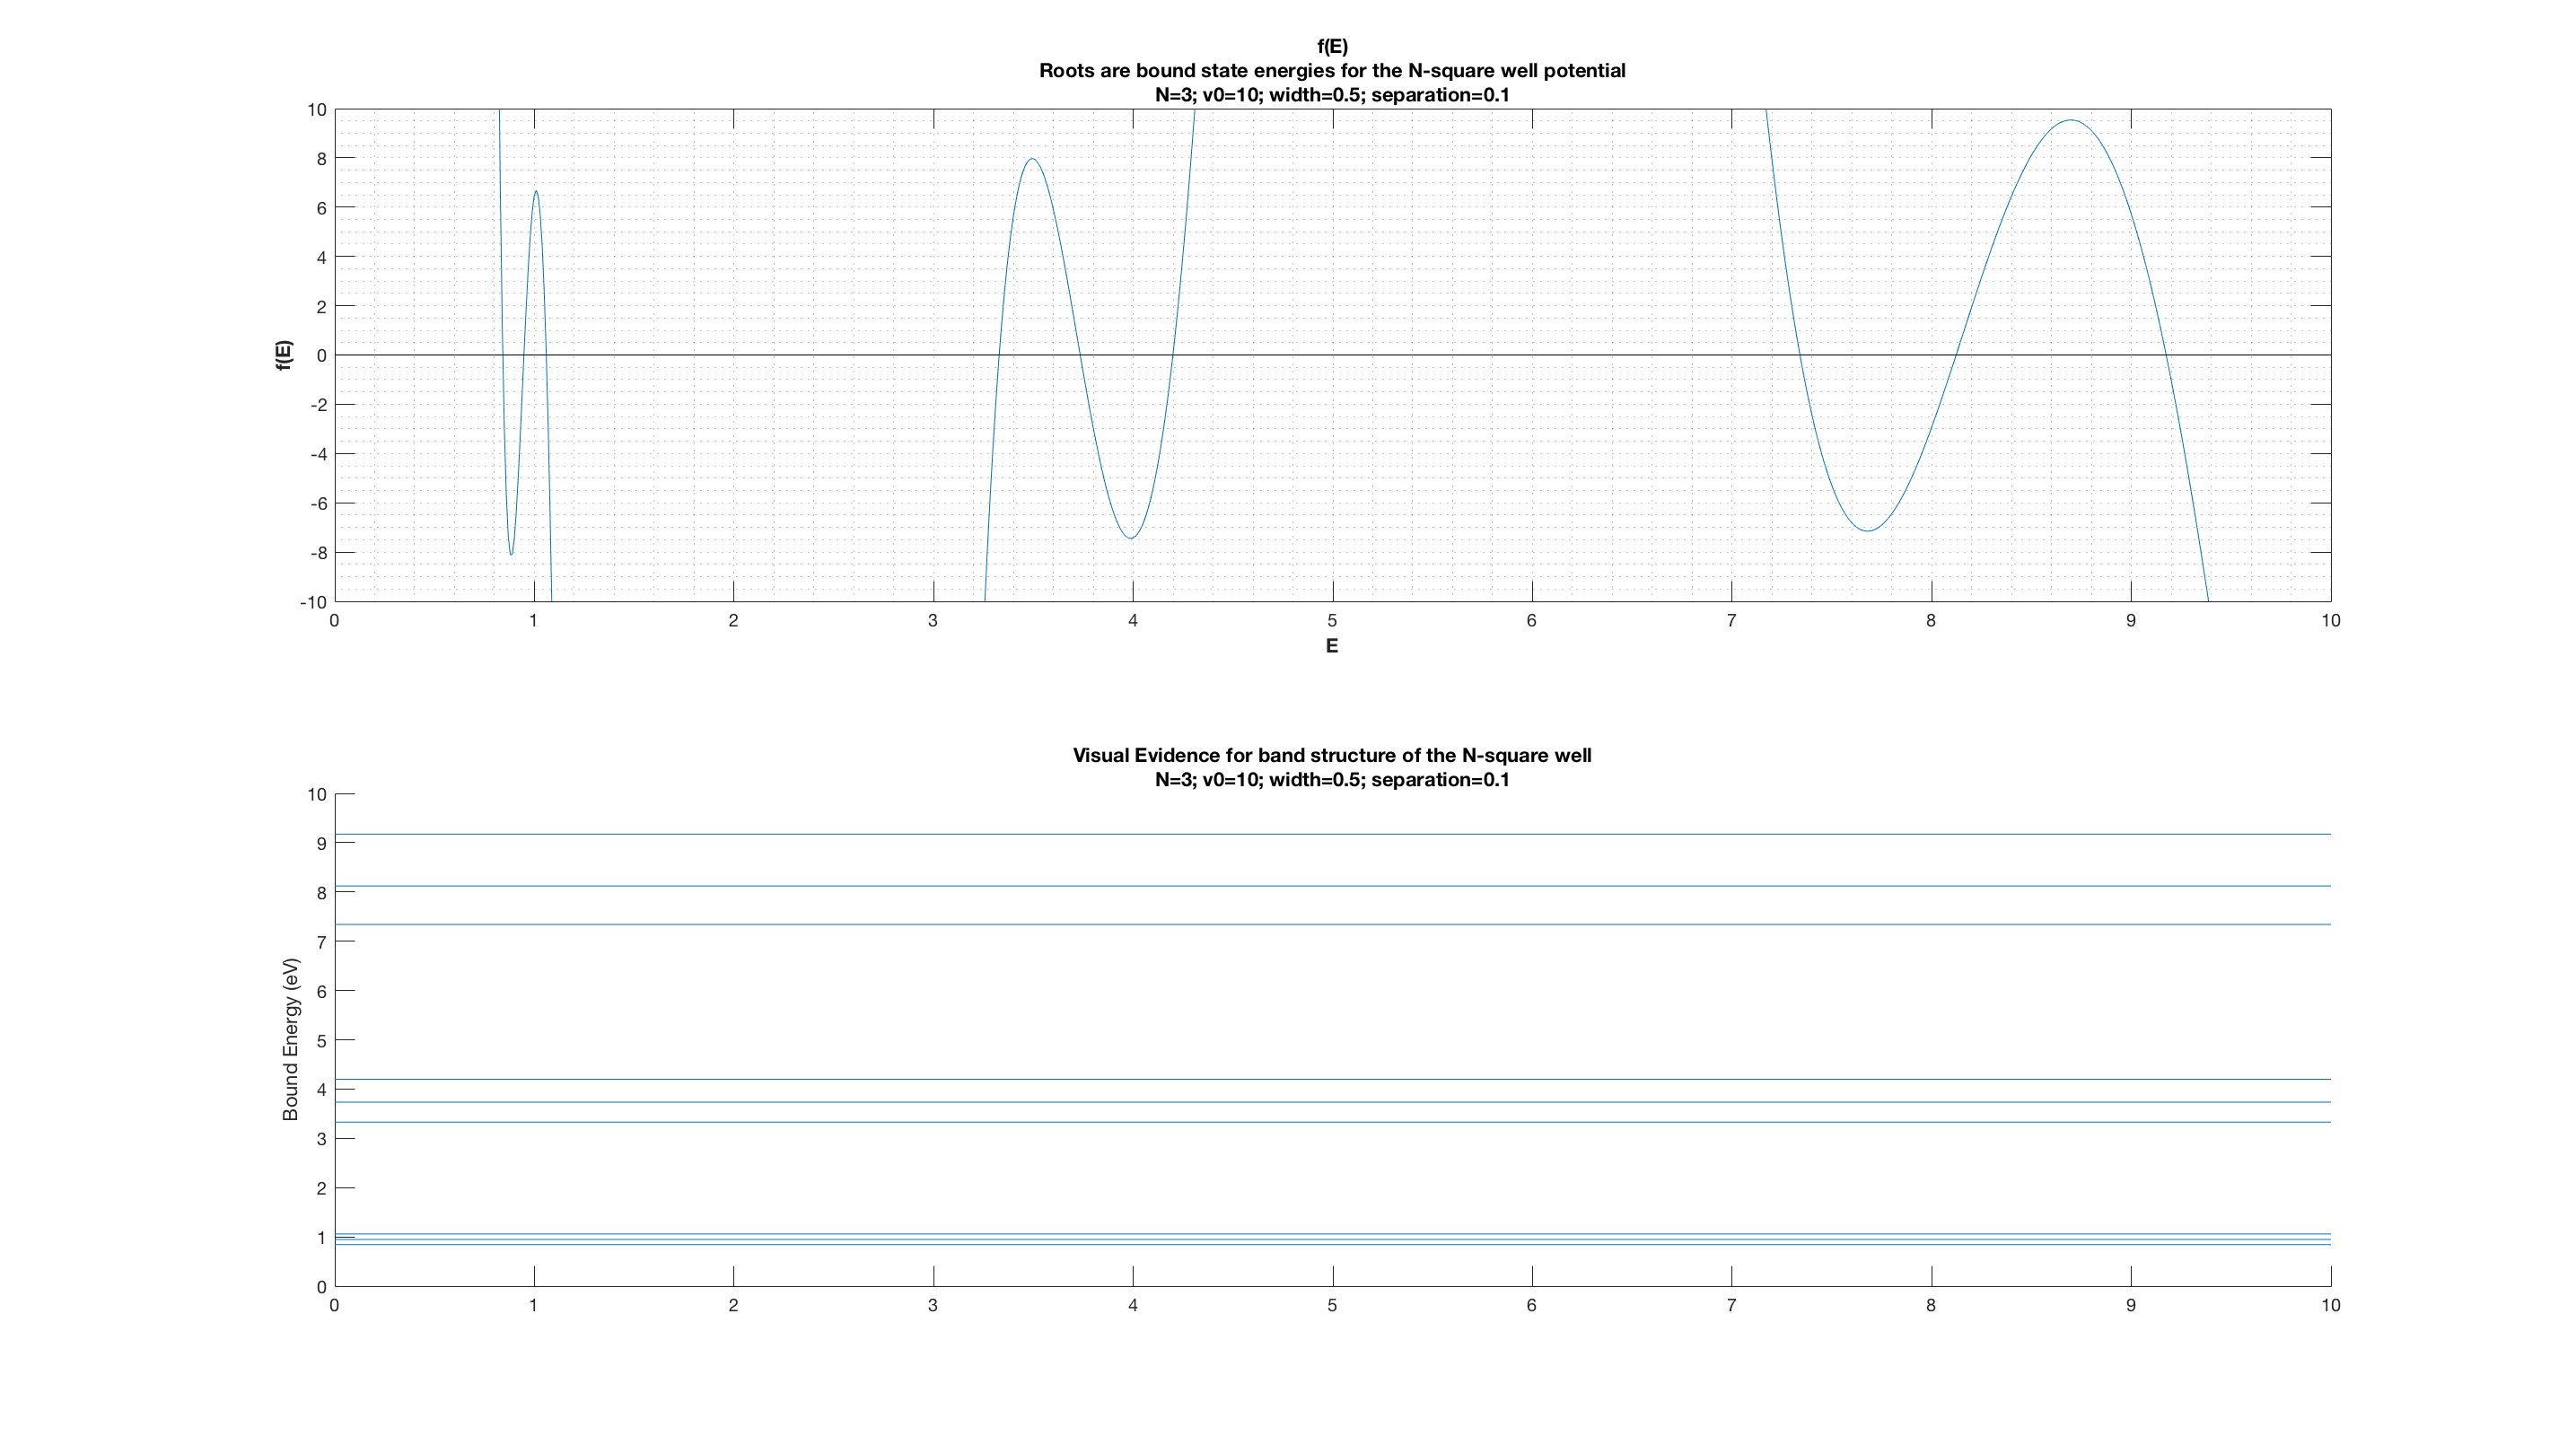 f(E)
Roots are bound state energies for the N-square well potential
N=3; v0=10; width=0.5; separation=0.1
10
8
6
4
2
0
-2
-4
-6
-8
-10
f(E)
0 1 2 3 4 5 6 7 8 9 10
E
Visual Evidence for band structure of the N-square well
N=3; v0=10; width=0.5; separation=0.1
10
9
8
7
6
5
4
3
2
1
0
Bound Energy (eV)
0 1 2 3 4 5 6 7 8 9 10